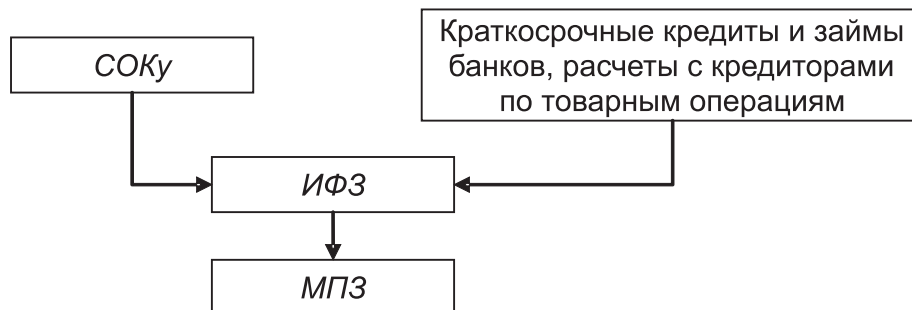 СОКу
Краткосрочные кредиты и займы
банков, расчеты с кредиторами
по товарным операциям
ИФЗ
МПЗ